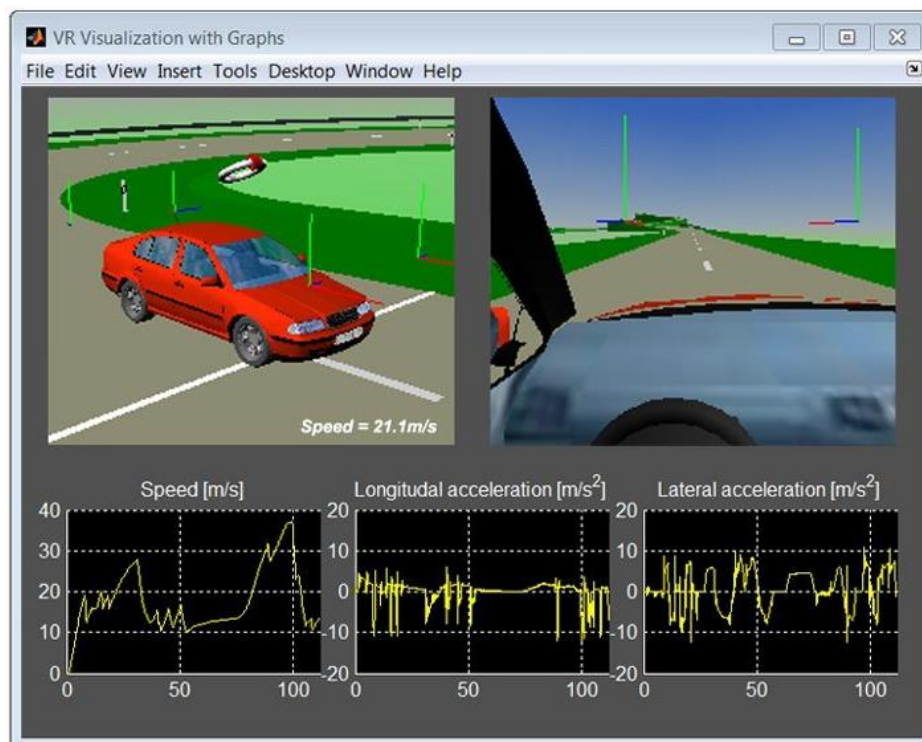 VR Visualization with Graphs
File Edit View Insert Tools Desktop Window Help
Speed = 21.1m/s
Speed [m/s]
40
30
20
10
0
0 50 100
Longitudal acceleration [m/s²]
20
10
0
-10
-20
0 50 100
Lateral acceleration [m/s²]
20
10
0
-10
-20
0 50 100